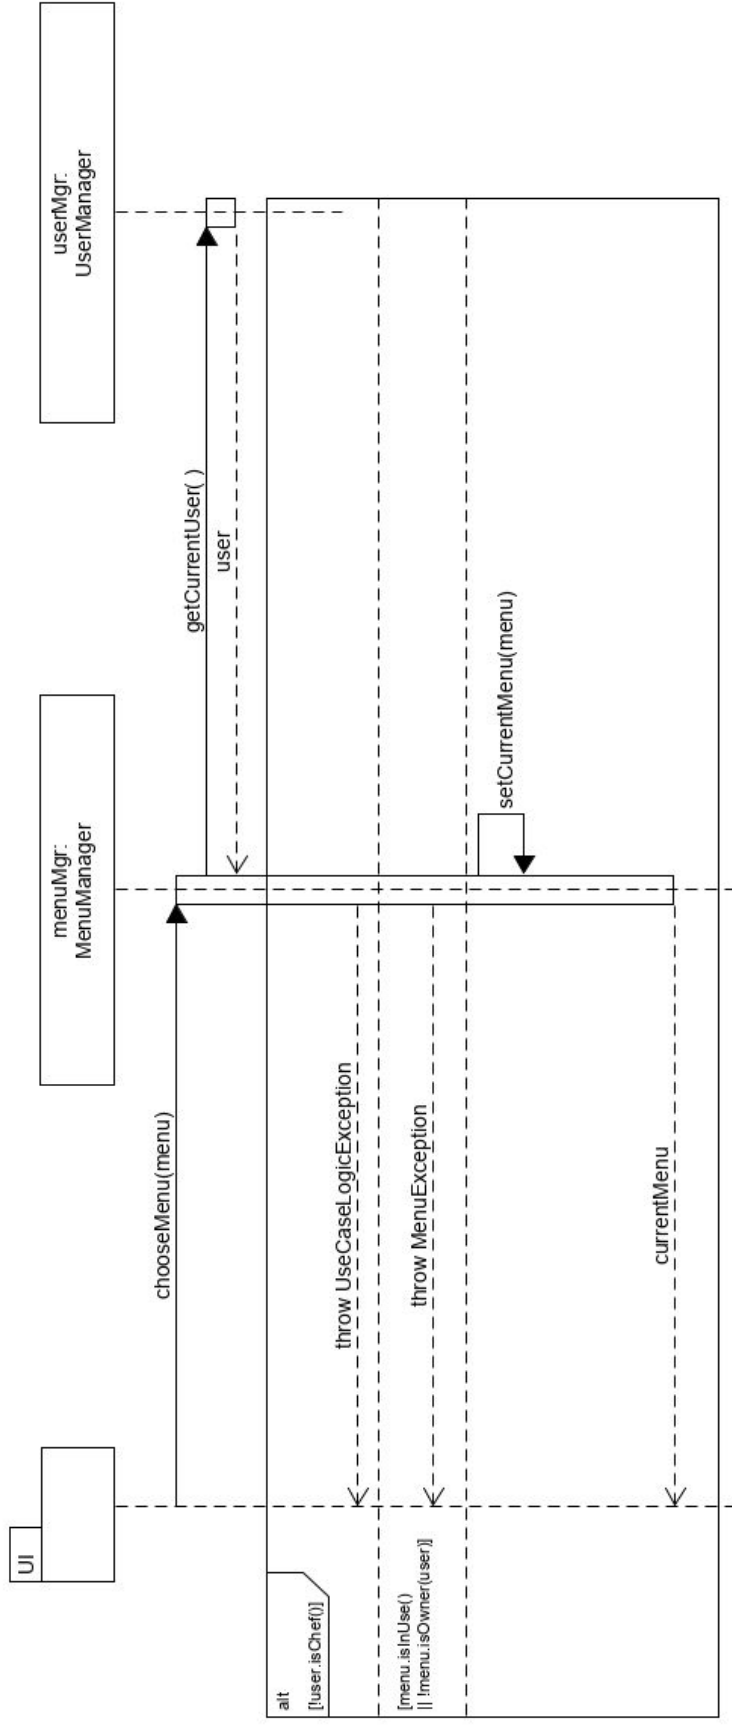 UI
menuMgr:
MenuManager
userMgr:
UserManager
chooseMenu(menu)
getCurrentUser( )
user
alt
[!user.isChef()]
throw UseCaseLogicException
[menu.isInUse()
|| !menu.isOwner(user)]
throw MenuException
setCurrentMenu(menu)
currentMenu